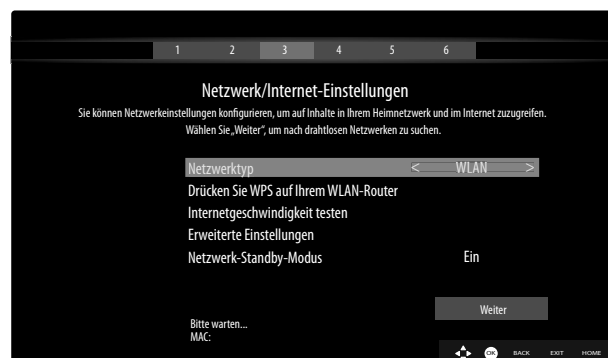 1 2 3 4 5 6
Netzwerk/Internet-Einstellungen
Sie können Netzwerkeinstellungen konfigurieren, um auf Inhalte in Ihrem Heimnetzwerk und im Internet zuzugreifen.
Wählen Sie „Weiter“, um nach drahtlosen Netzwerken zu suchen.
Netzwerktyp < WLAN >
Drücken Sie WPS auf Ihrem WLAN-Router
Internetgeschwindigkeit testen
Erweiterte Einstellungen
Netzwerk-Standby-Modus Ein
Weiter
Bitte warten...
MAC:
OK BACK EXIT HOME